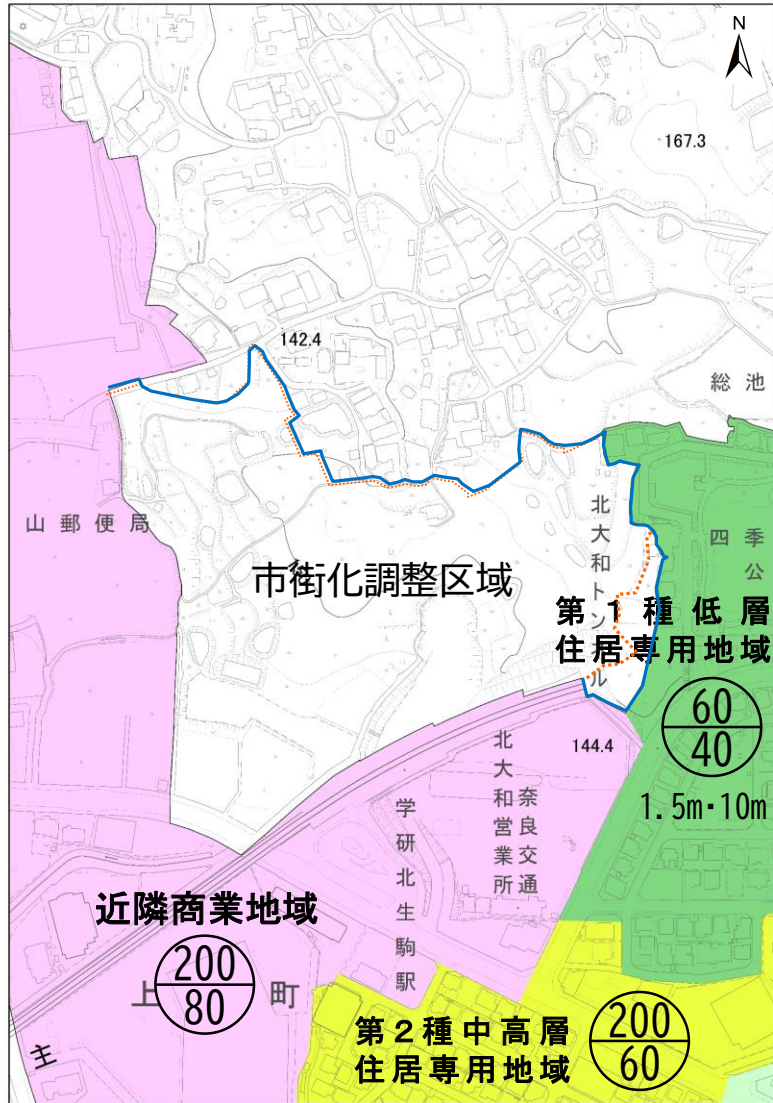 N
167.3
142.4
総池
山郵便局
北大和トンネル
四季
公
市街化調整区域
第1種低層
住居専用地域
60
40
1.5m・10m
144.4
北大和営業所
奈良交通
学研北生駒駅
近隣商業地域
200
80
上町
主
第2種中高層
住居専用地域
200
60